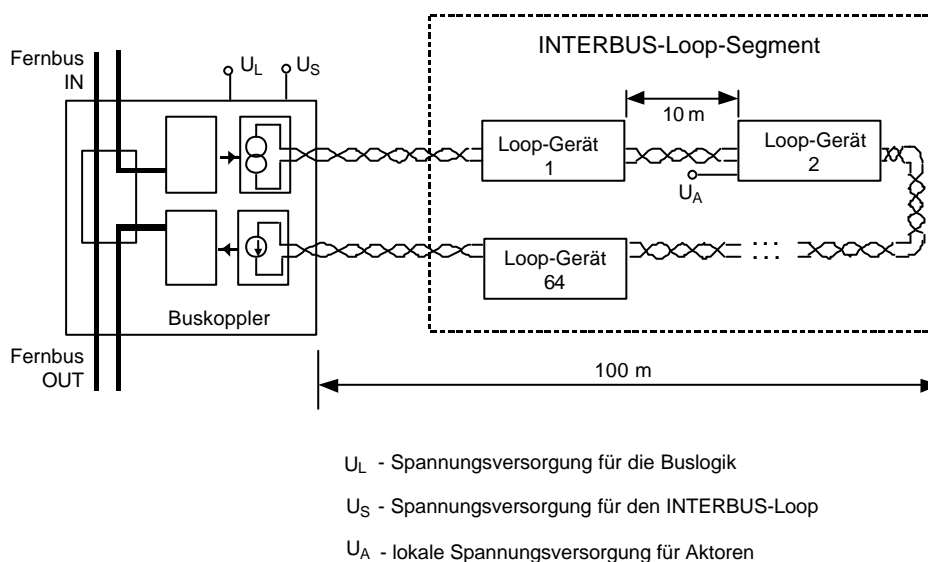 Fernbus
IN
U_L
U_S
INTERBUS-Loop-Segment
10 m
Loop-Gerät
1
Loop-Gerät
2
U_A
Loop-Gerät
64
...
Buskoppler
Fernbus
OUT
100 m
U_L - Spannungsversorgung für die Buslogik
U_S - Spannungsversorgung für den INTERBUS-Loop
U_A - lokale Spannungsversorgung für Aktoren